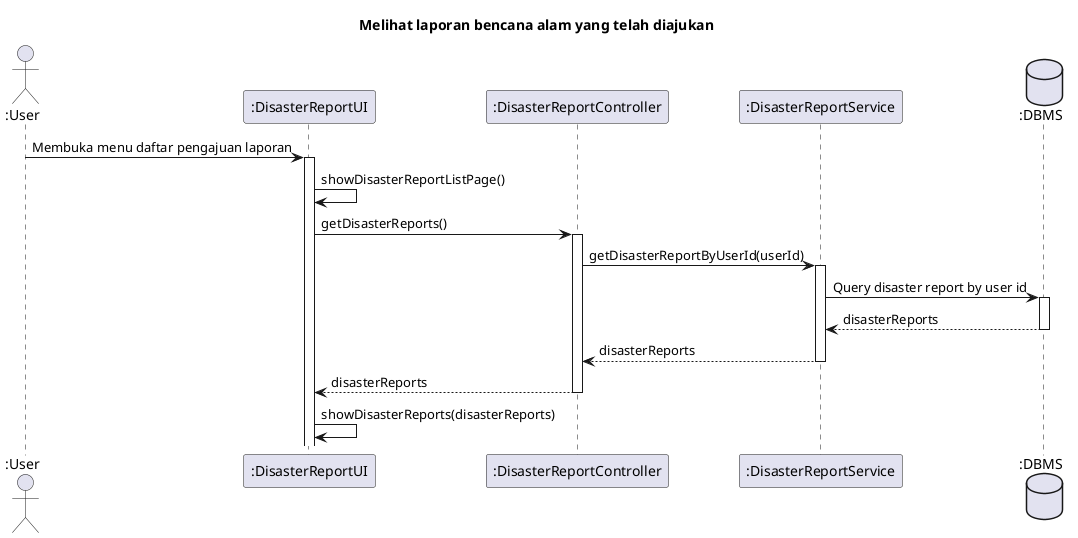 Melihat laporan bencana alam yang telah diajukan
:User
:DisasterReportUI
:DisasterReportController
:DisasterReportService
:DBMS
Membuka menu daftar pengajuan laporan
showDisasterReportListPage()
getDisasterReports()
getDisasterReportByUserId(userId)
Query disaster report by user id
disasterReports
disasterReports
disasterReports
showDisasterReports(disasterReports)
:User
:DisasterReportUI
:DisasterReportController
:DisasterReportService
:DBMS